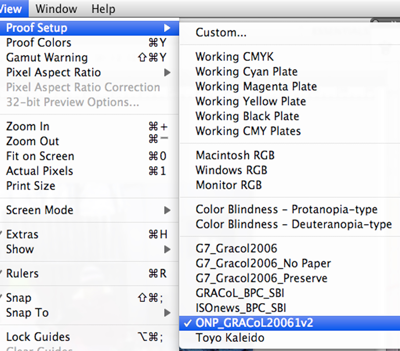 View Window
Proof Setup
Proof Colors ⌘Y
Gamut Warning ⇧⌘Y
Pixel Aspect Ratio
Pixel Aspect Ratio Correction
32-bit Preview Options...
Zoom In ⌘+
Zoom Out ⌘−
Fit on Screen ⌘0
Actual Pixels ⌘1
Print Size
Screen Mode
Extras ⌘H
Show
Rulers ⌘R
Snap ⇧⌘;
Snap To
Lock Guides ⌥⌘;
Clear Guides
Custom...
Working CMYK
Working Cyan Plate
Working Magenta Plate
Working Yellow Plate
Working Black Plate
Working CMY Plates
Macintosh RGB
Windows RGB
Monitor RGB
Color Blindness - Protanopia-type
Color Blindness - Deuteranopia-type
G7_Gracol2006
G7_Gracol2006_No Paper
G7_Gracol2006_Preserve
GRACoL_BPC_SBI
ISOnews_BPC_SBI
✓ ONP_GRACoL20061v2
Toyo Kaleido